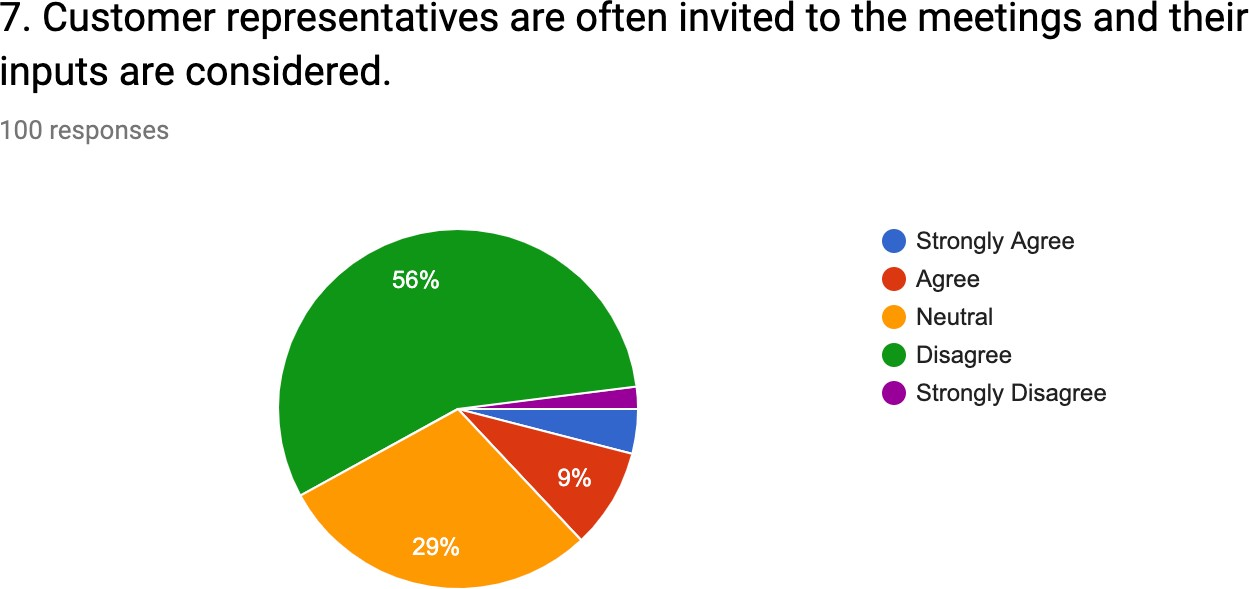 7. Customer representatives are often invited to the meetings and their
inputs are considered.
100 responses
56%
9%
29%
Strongly Agree
Agree
Neutral
Disagree
Strongly Disagree